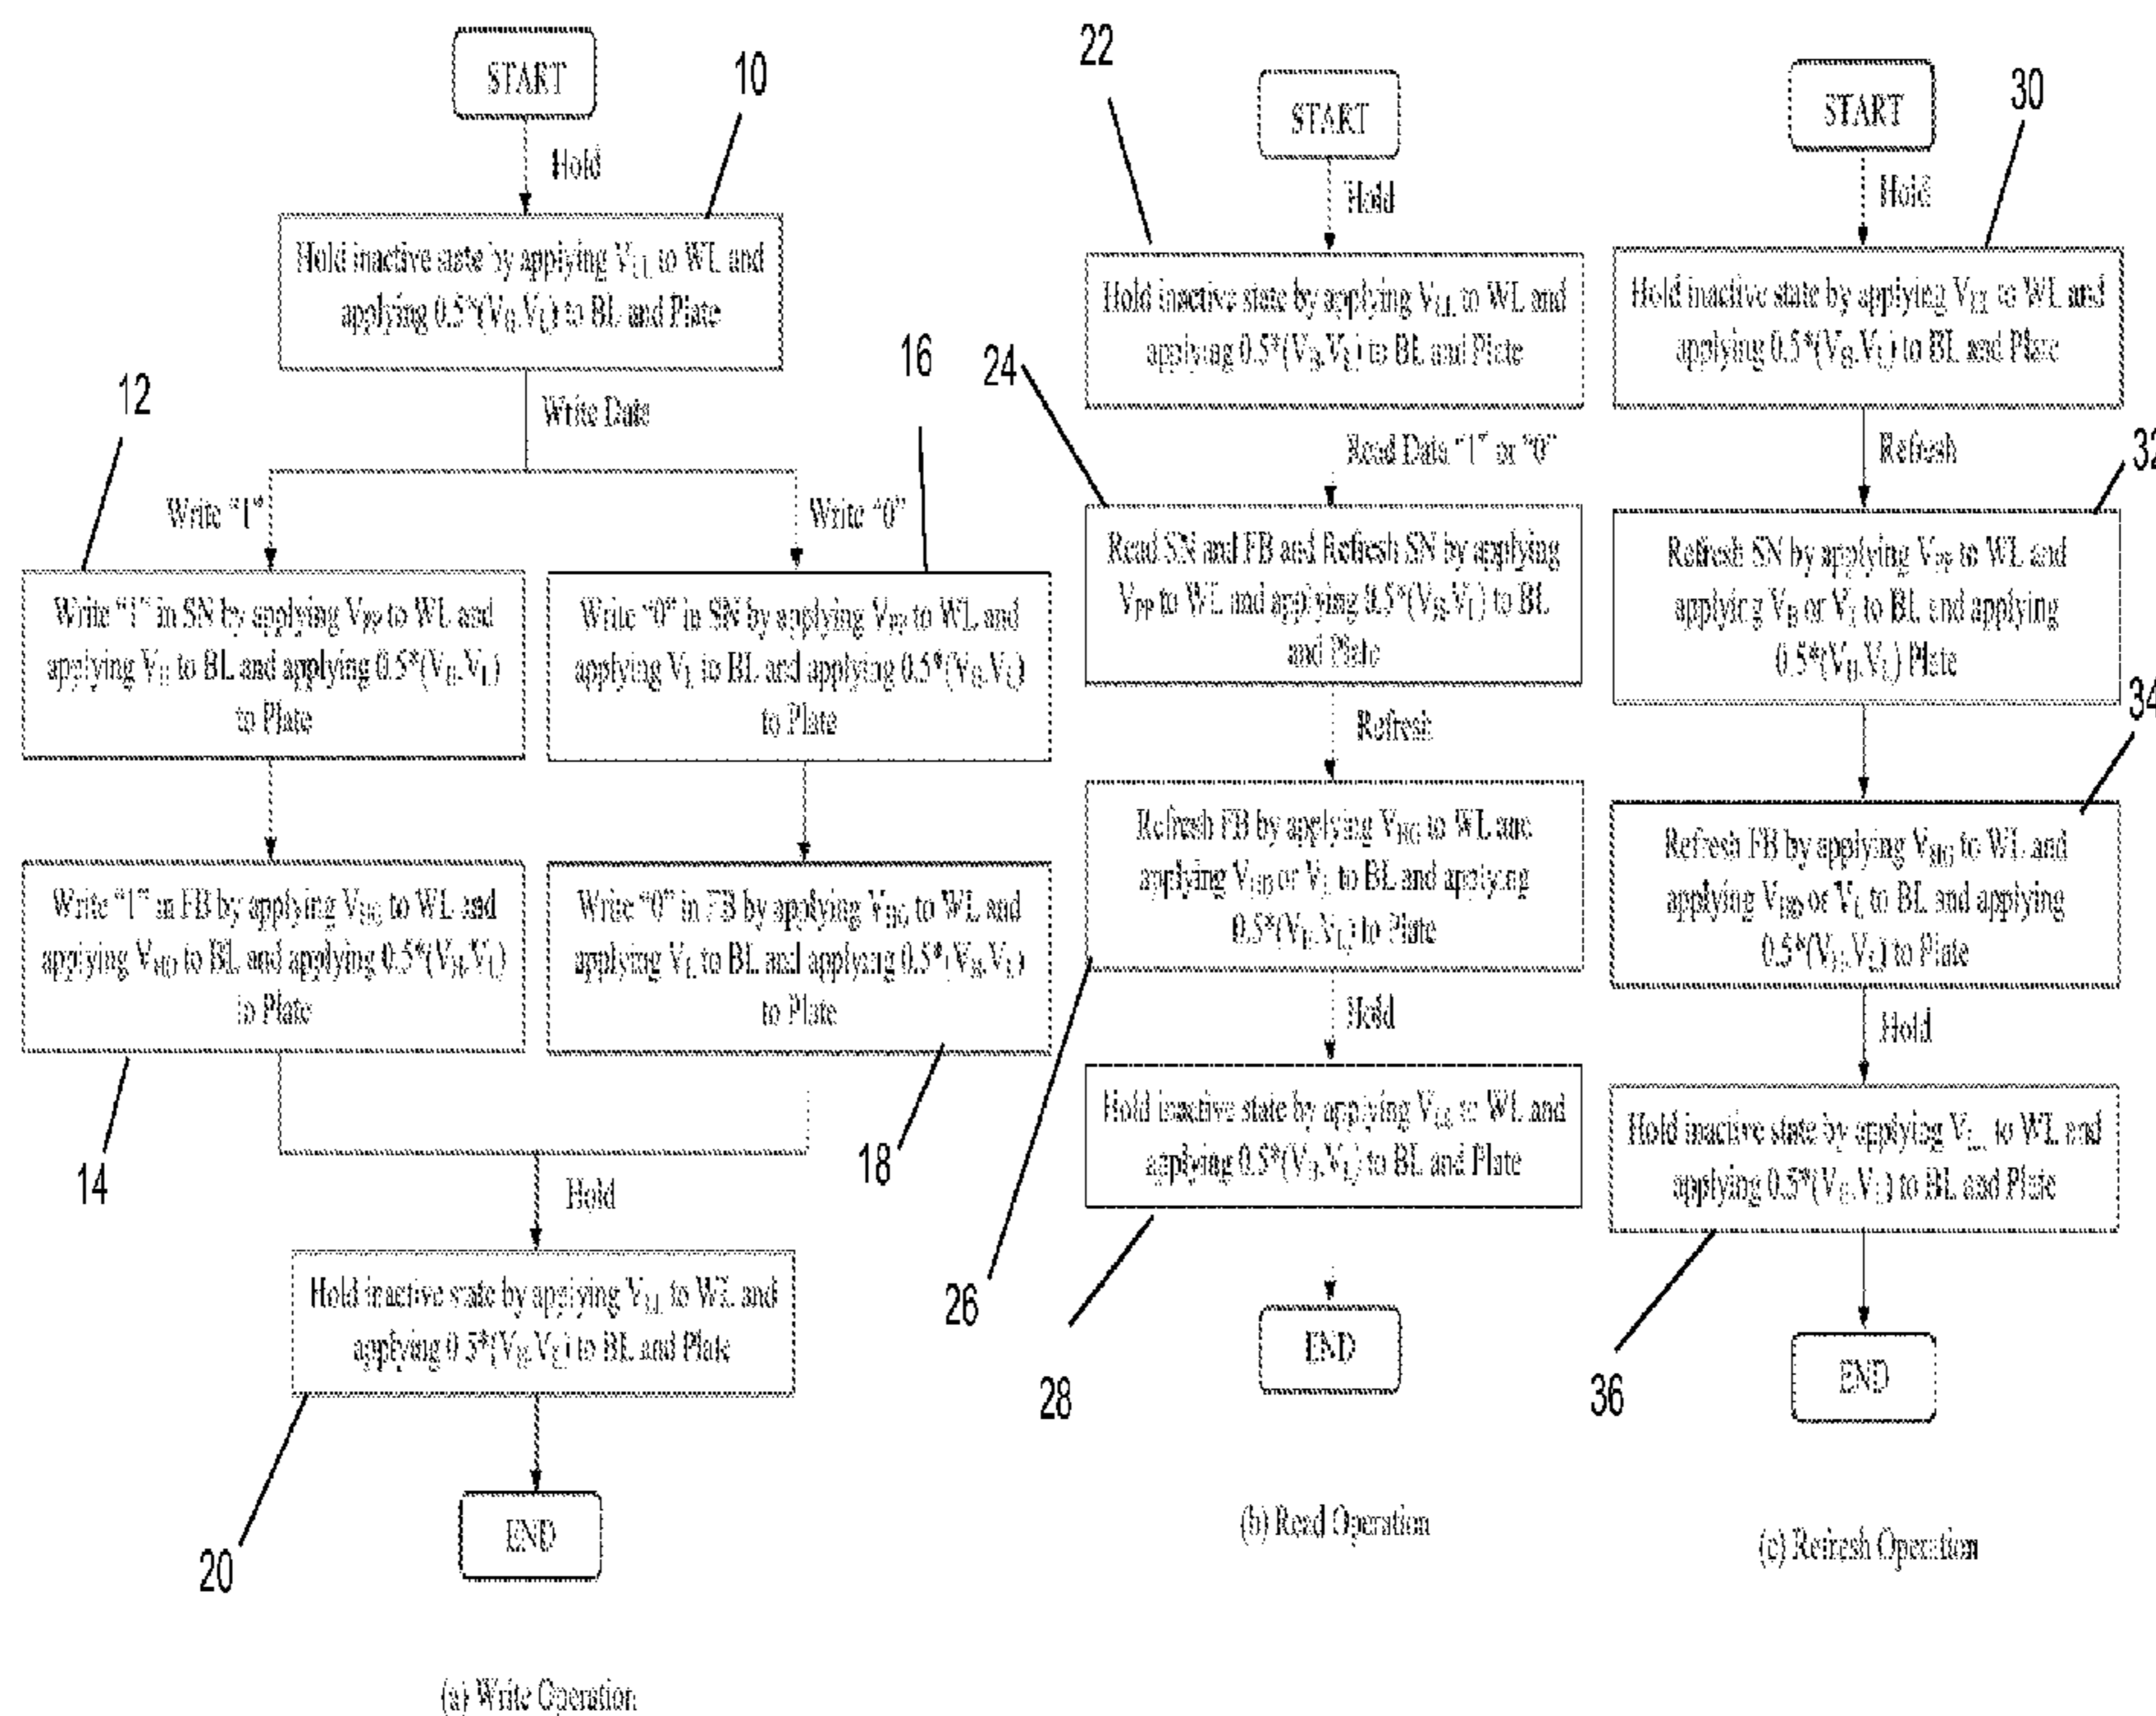 START
10
Hold
Hold inactive state by applying V_LL to WL and
applying 0.5*(V_H.V_L) to BL and Plate
Write Data
12
16
Write "1"
Write "0"
Write "1" in SN by applying V_PP to WL and
applying V_H to BL and applying 0.5*(V_H.V_L)
to Plate
Write "0" in SN by applying V_PP to WL and
applying V_L to BL and applying 0.5*(V_H.V_L)
to Plate
Write "1" in FB by applying V_HG to WL and
applying V_HD to BL and applying 0.5*(V_H.V_L)
to Plate
Write "0" in FB by applying V_HG to WL and
applying V_L to BL and applying 0.5*(V_H.V_L)
to Plate
14
18
Hold
Hold inactive state by applying V_LL to WL and
applying 0.5*(V_H.V_L) to BL and Plate
20
END
(a) Write Operation
22
START
Hold
Hold inactive state by applying V_LL to WL and
applying 0.5*(V_H.V_L) to BL and Plate
24
Read Data "1" or "0"
Read SN and FB and Refresh SN by applying
V_PP to WL and applying 0.5*(V_H.V_L) to BL
and Plate
Refresh
Refresh FB by applying V_HG to WL and
applying V_HD or V_L to BL and applying
0.5*(V_H.V_L) to Plate
Hold
26
Hold inactive state by applying V_LL to WL and
applying 0.5*(V_H.V_L) to BL and Plate
28
END
(b) Read Operation
START
30
Hold
Hold inactive state by applying V_LL to WL and
applying 0.5*(V_H.V_L) to BL and Plate
Refresh
32
Refresh SN by applying V_PP to WL and
applying V_H or V_L to BL and applying
0.5*(V_H.V_L) Plate
34
Refresh FB by applying V_HG to WL and
applying V_HD or V_L to BL and applying
0.5*(V_H.V_L) to Plate
Hold
Hold inactive state by applying V_LL to WL and
applying 0.5*(V_H.V_L) to BL and Plate
36
END
(c) Refresh Operation